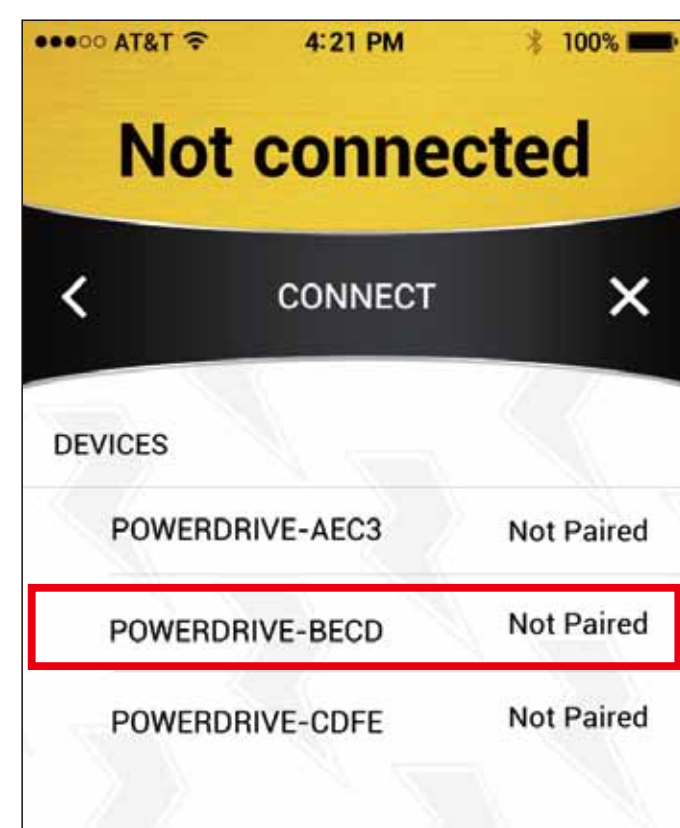 AT&T 4:21 PM 100%
Not connected
CONNECT
DEVICES
POWERDRIVE-AEC3 Not Paired
POWERDRIVE-BECD Not Paired
POWERDRIVE-CDFE Not Paired